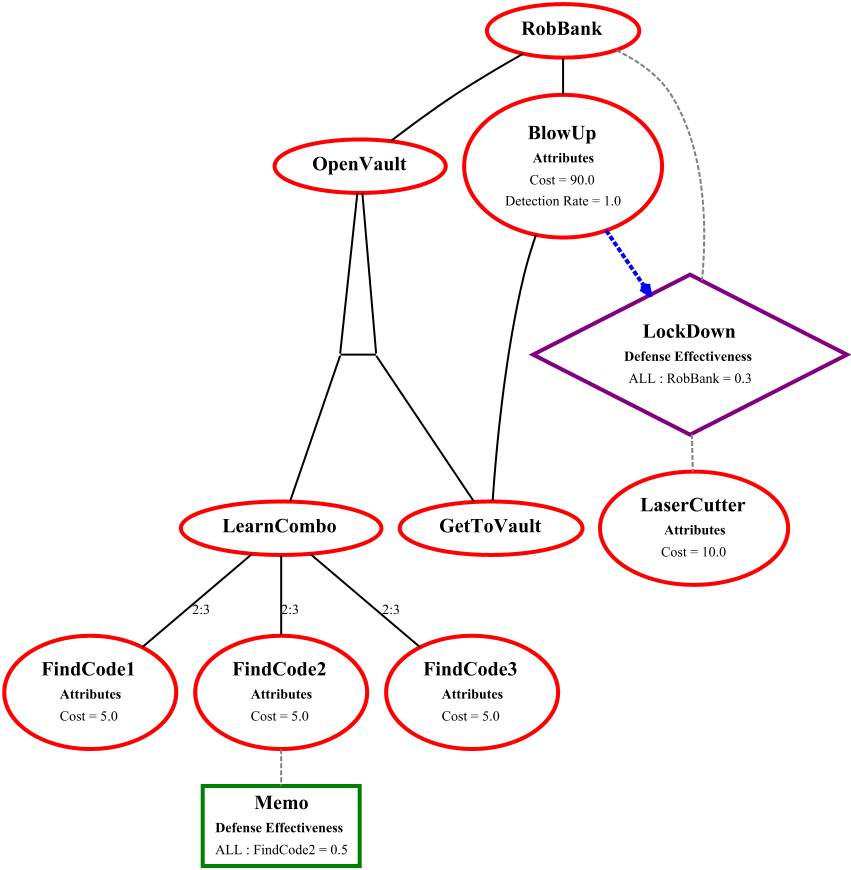 RobBank
BlowUp
Attributes
Cost = 90.0
Detection Rate = 1.0
OpenVault
LockDown
Defense Effectiveness
ALL : RobBank = 0.3
LearnCombo
GetToVault
LaserCutter
Attributes
Cost = 10.0
2:3
2:3
2:3
FindCode1
Attributes
Cost = 5.0
FindCode2
Attributes
Cost = 5.0
FindCode3
Attributes
Cost = 5.0
Memo
Defense Effectiveness
ALL : FindCode2 = 0.5